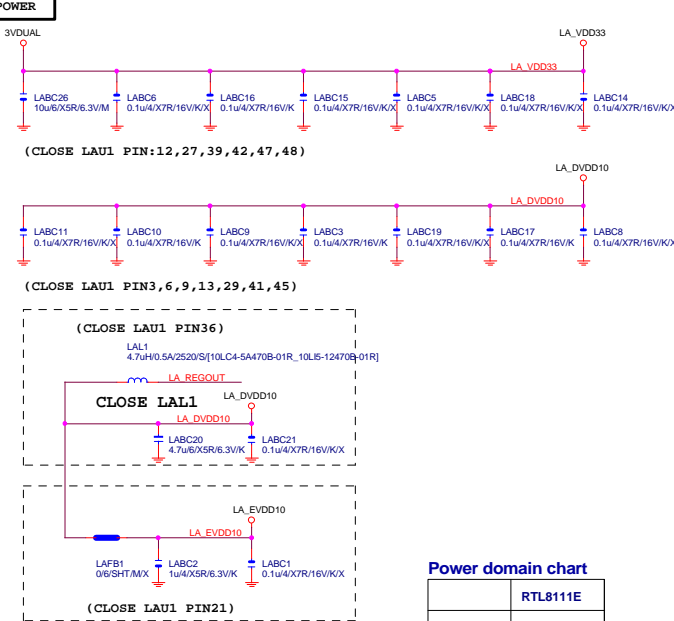 POWER
3VDUAL
LA_VDD33
LA_VDD33
LABC26
10u/6/X5R/6.3V/M
LABC6
0.1u/4/X7R/16V/K/X
LABC16
0.1u/4/X7R/16V/K
LABC15
0.1u/4/X7R/16V/K/X
LABC5
0.1u/4/X7R/16V/K
LABC18
0.1u/4/X7R/16V/K/X
LABC14
0.1u/4/X7R/16V/K/X
(CLOSE LAU1 PIN:12,27,39,42,47,48)
LA_DVDD10
LA_DVDD10
LABC11
0.1u/4/X7R/16V/K/X
LABC10
0.1u/4/X7R/16V/K
LABC9
0.1u/4/X7R/16V/K/X
LABC3
0.1u/4/X7R/16V/K
LABC19
0.1u/4/X7R/16V/K/X
LABC17
0.1u/4/X7R/16V/K
LABC8
0.1u/4/X7R/16V/K/X
(CLOSE LAU1 PIN3,6,9,13,29,41,45)
(CLOSE LAU1 PIN36)
LAL1
4.7uH/0.5A/2520/S/[10LC4-5A470B-01R_10LI5-12470B-01R]
LA_REGOUT
CLOSE LAL1
LA_DVDD10
LA_DVDD10
LABC20
4.7u/6/X5R/6.3V/K
LABC21
0.1u/4/X7R/16V/K/X
LA_EVDD10
LA_EVDD10
LAFB1
0/6/SHT/M/X
LABC2
1u/4/X5R/6.3V/K
LABC1
0.1u/4/X7R/16V/K/X
(CLOSE LAU1 PIN21)
Power domain chart
RTL8111E